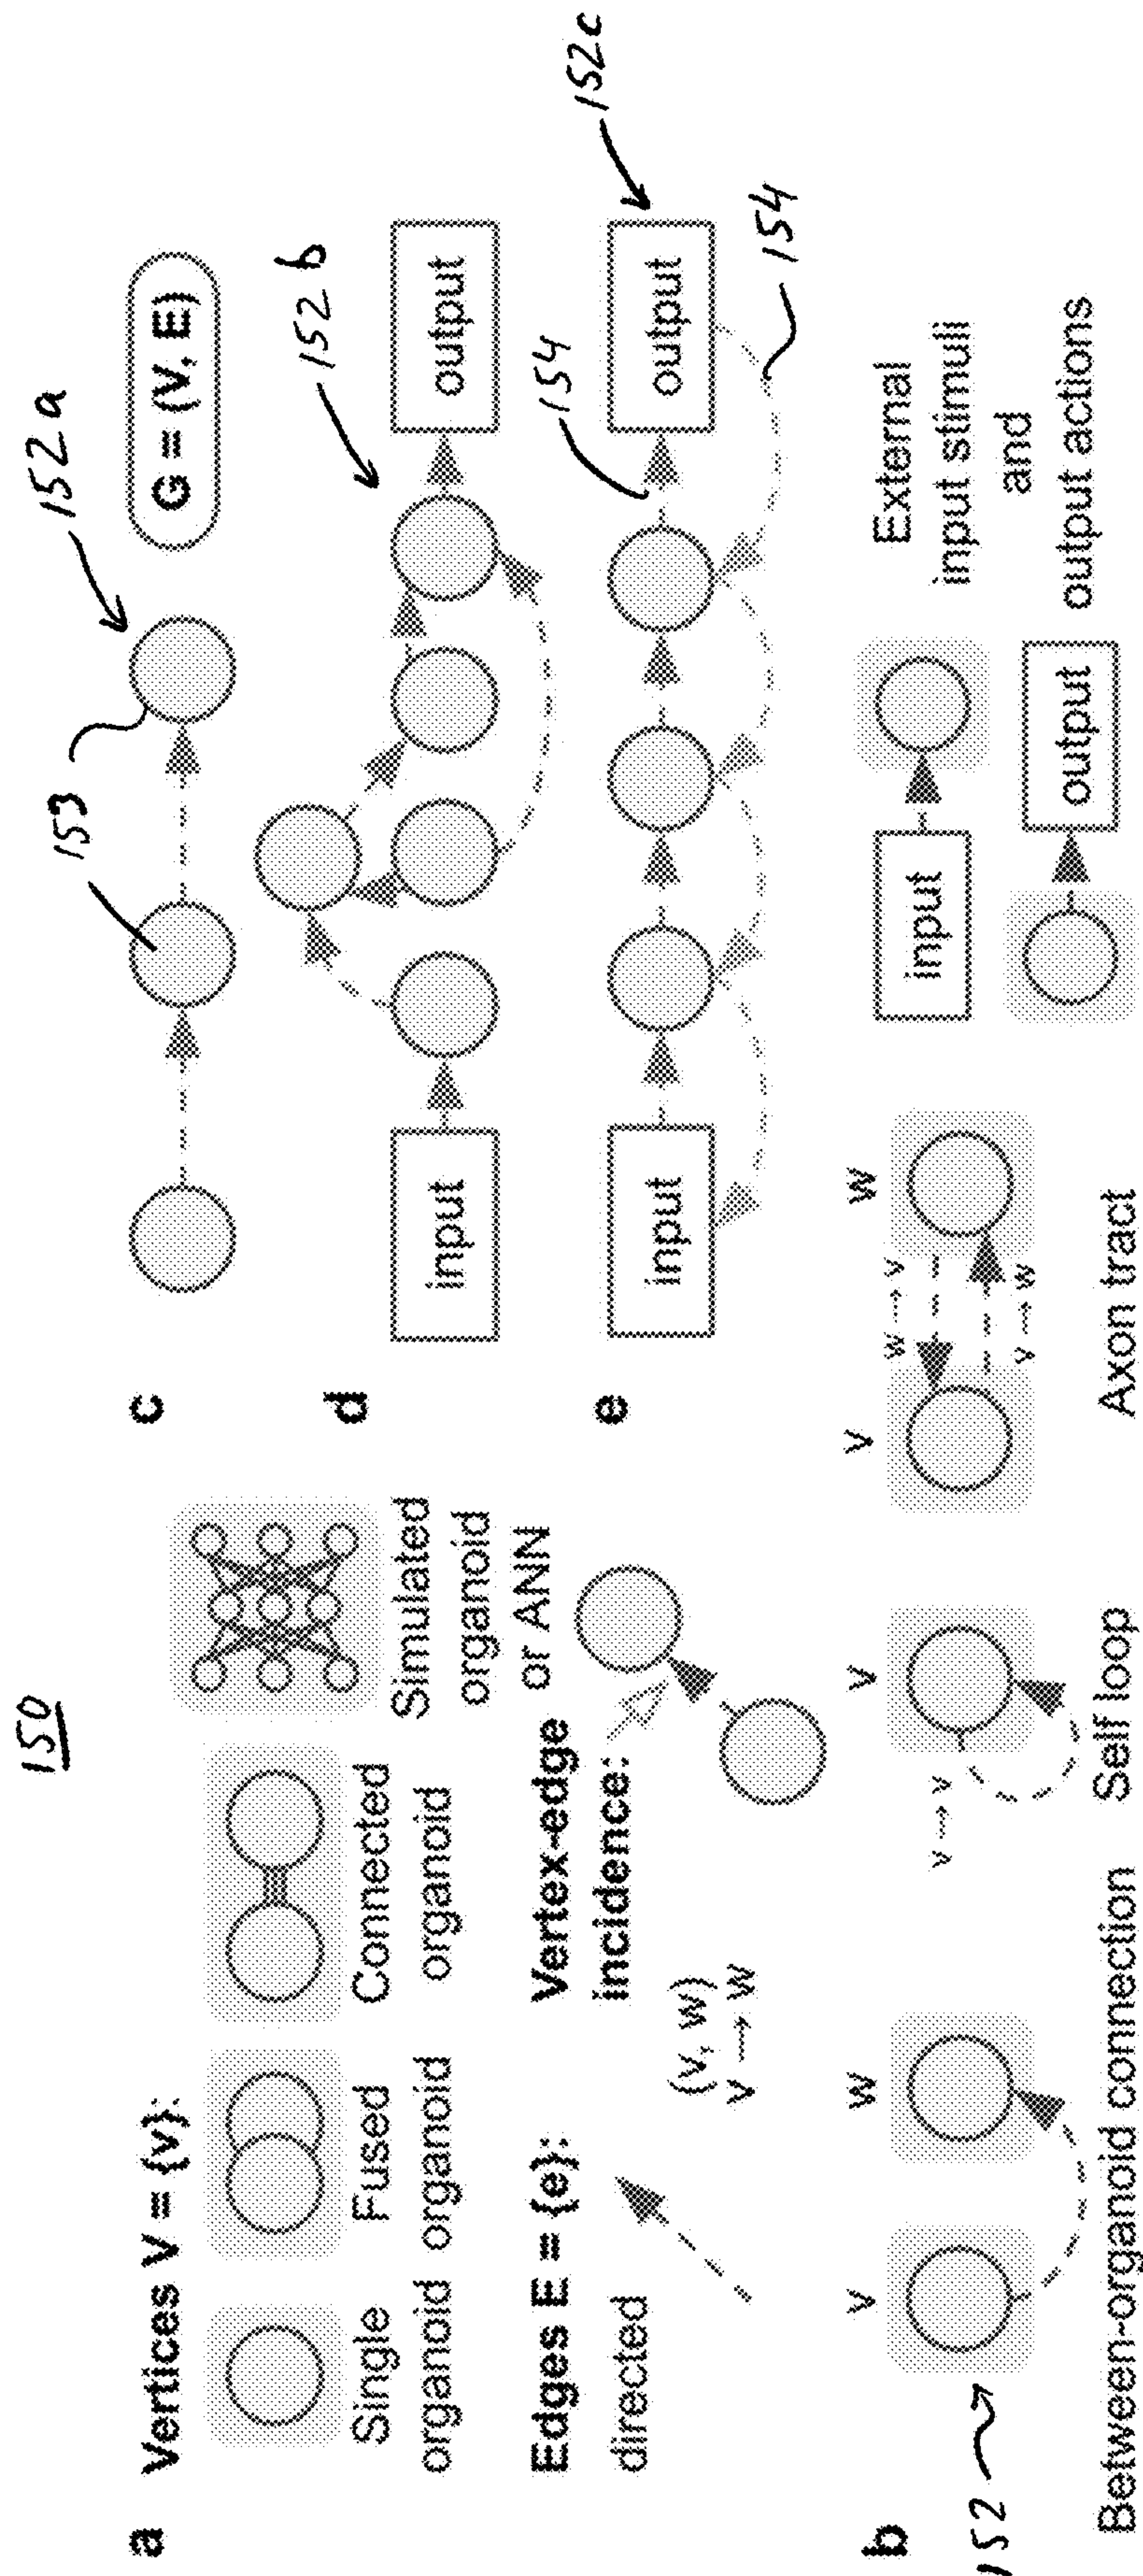 150
a
Vertices V = {v}:
Single
organoid
Fused
organoid
Connected
organoid
Simulated
organoid
or ANN
Edges E = {e}:
directed
(v, w)
v → w
Vertex-edge
incidence:
b
152
v
w
Between-organoid connection
v
v → v
Self loop
v
w
w → v
v → w
Axon tract
input
output
External
input stimuli
and
output actions
c
153
152a
G = (V, E)
d
input
output
152b
e
input
output
154
154
152c